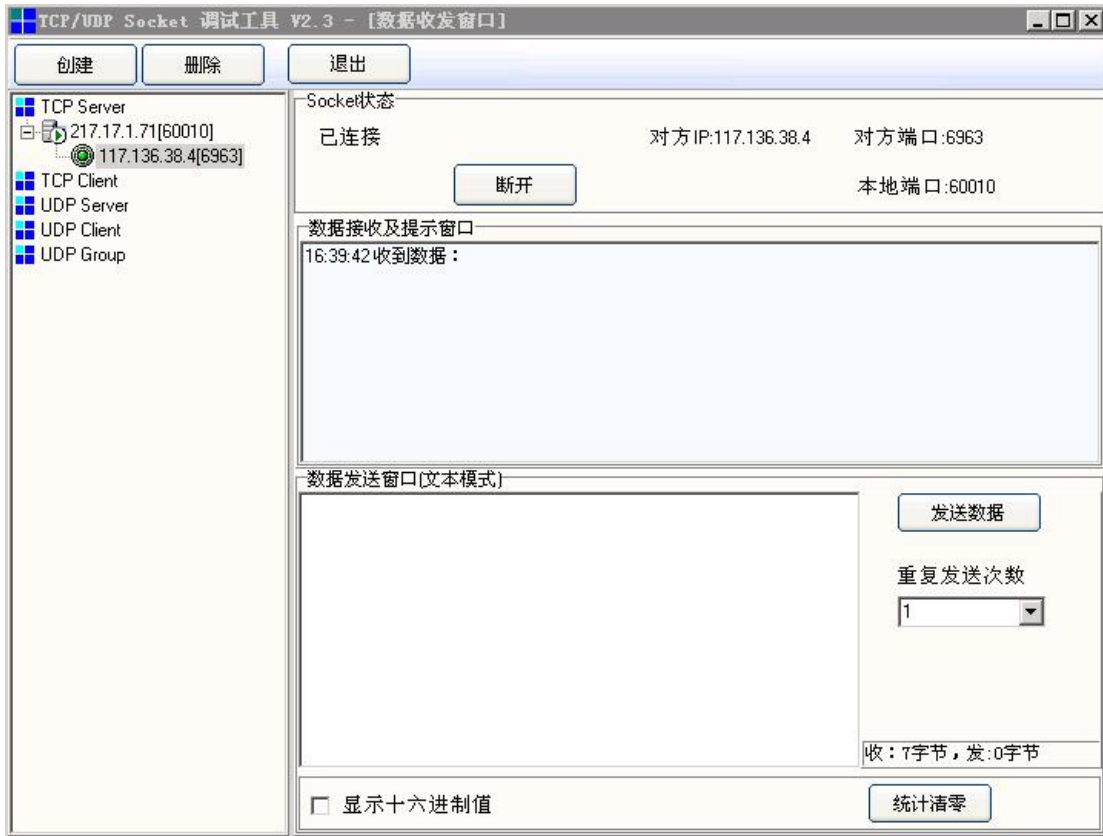 TCP/UDP Socket 调试工具 V2.3 - [数据收发窗口]
创建 删除 退出
TCP Server
217.17.1.71[60010]
117.136.38.4[6963]
TCP Client
UDP Server
UDP Client
UDP Group
Socket状态
已连接 对方IP:117.136.38.4 对方端口:6963
断开 本地端口:60010
数据接收及提示窗口
16:39:42 收到数据：
数据发送窗口(文本模式)
发送数据
重复发送次数
1
收：7字节，发:0字节
显示十六进制值 统计清零